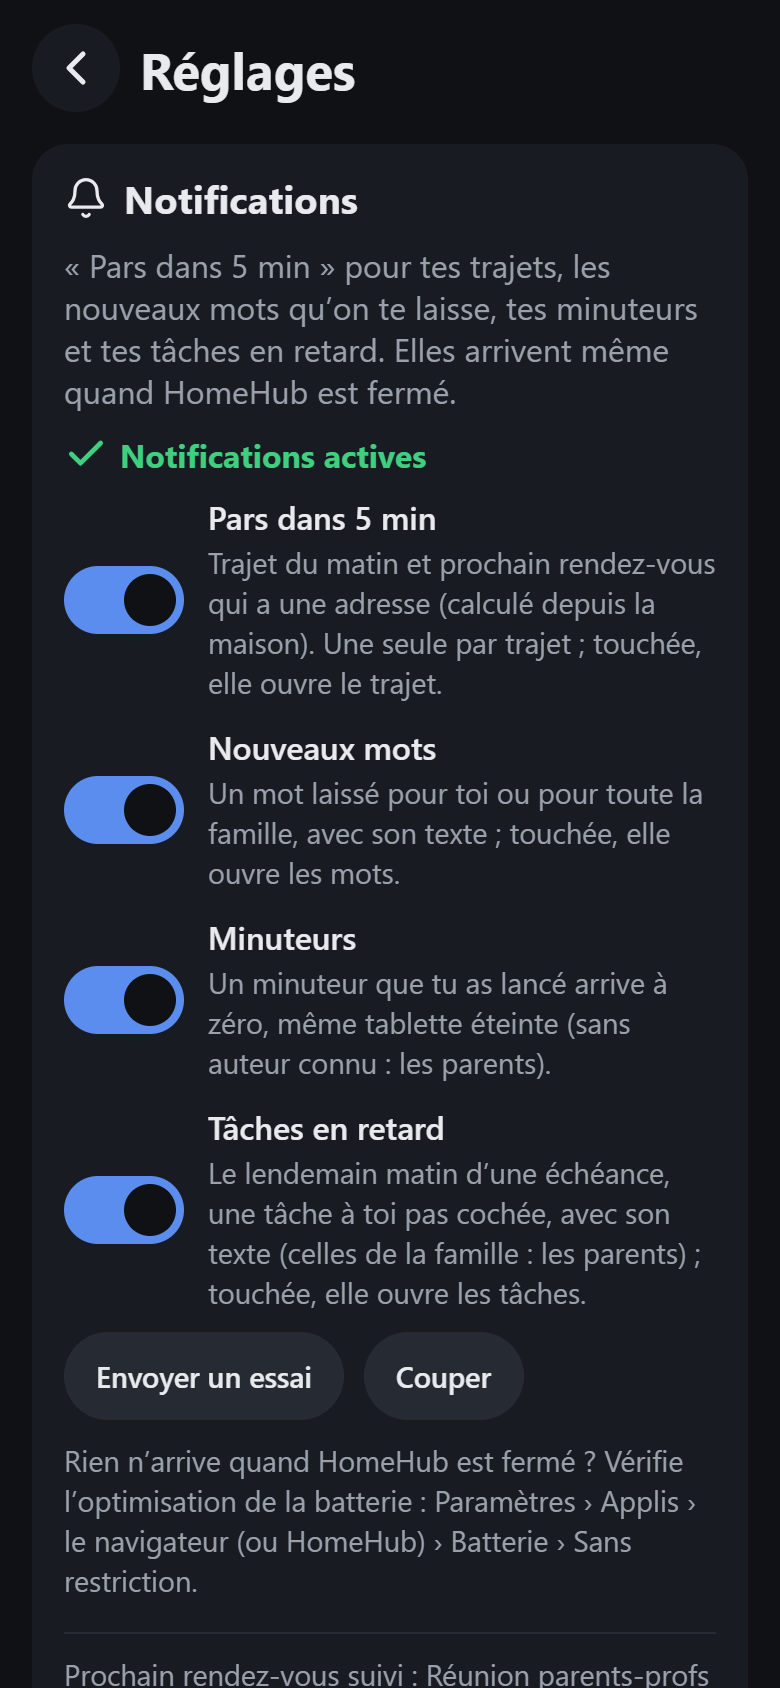 Réglages
Notifications
« Pars dans 5 min » pour tes trajets, les
nouveaux mots qu’on te laisse, tes minuteurs
et tes tâches en retard. Elles arrivent même
quand HomeHub est fermé.
Notifications actives
Pars dans 5 min
Trajet du matin et prochain rendez-vous
qui a une adresse (calculé depuis la
maison). Une seule par trajet ; touchée,
elle ouvre le trajet.
Nouveaux mots
Un mot laissé pour toi ou pour toute la
famille, avec son texte ; touchée, elle
ouvre les mots.
Minuteurs
Un minuteur que tu as lancé arrive à
zéro, même tablette éteinte (sans
auteur connu : les parents).
Tâches en retard
Le lendemain matin d’une échéance,
une tâche à toi pas cochée, avec son
texte (celles de la famille : les parents) ;
touchée, elle ouvre les tâches.
Envoyer un essai
Couper
Rien n’arrive quand HomeHub est fermé ? Vérifie
l’optimisation de la batterie : Paramètres › Applis ›
le navigateur (ou HomeHub) › Batterie › Sans
restriction.
Prochain rendez-vous suivi : Réunion parents-profs